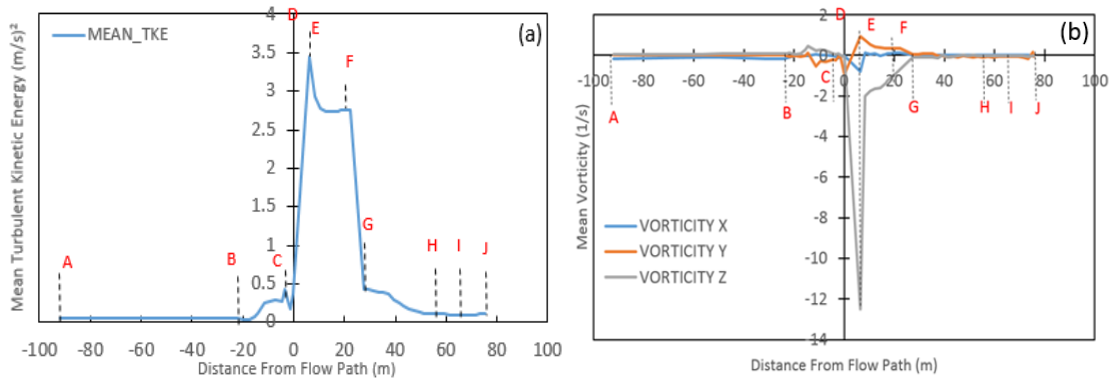 Mean Turbulent Kinetic Energy (m/s)²
4
3.5
3
2.5
2
1.5
1
0.5
0
MEAN_TKE
(a)
D
E
F
A
B
C
G
H
I
J
-100 -80 -60 -40 -20 0 20 40 60 80 100
Distance From Flow Path (m)
Mean Vorticity (1/s)
2
0
-2
-4
-6
-8
-10
-12
14
(b)
D
E
F
-100 -80 -60 -40 -20 0 20 40 60 80 100
C
A
B
G
H
I
J
VORTICITY X
VORTICITY Y
VORTICITY Z
Distance From Flow Path (m)